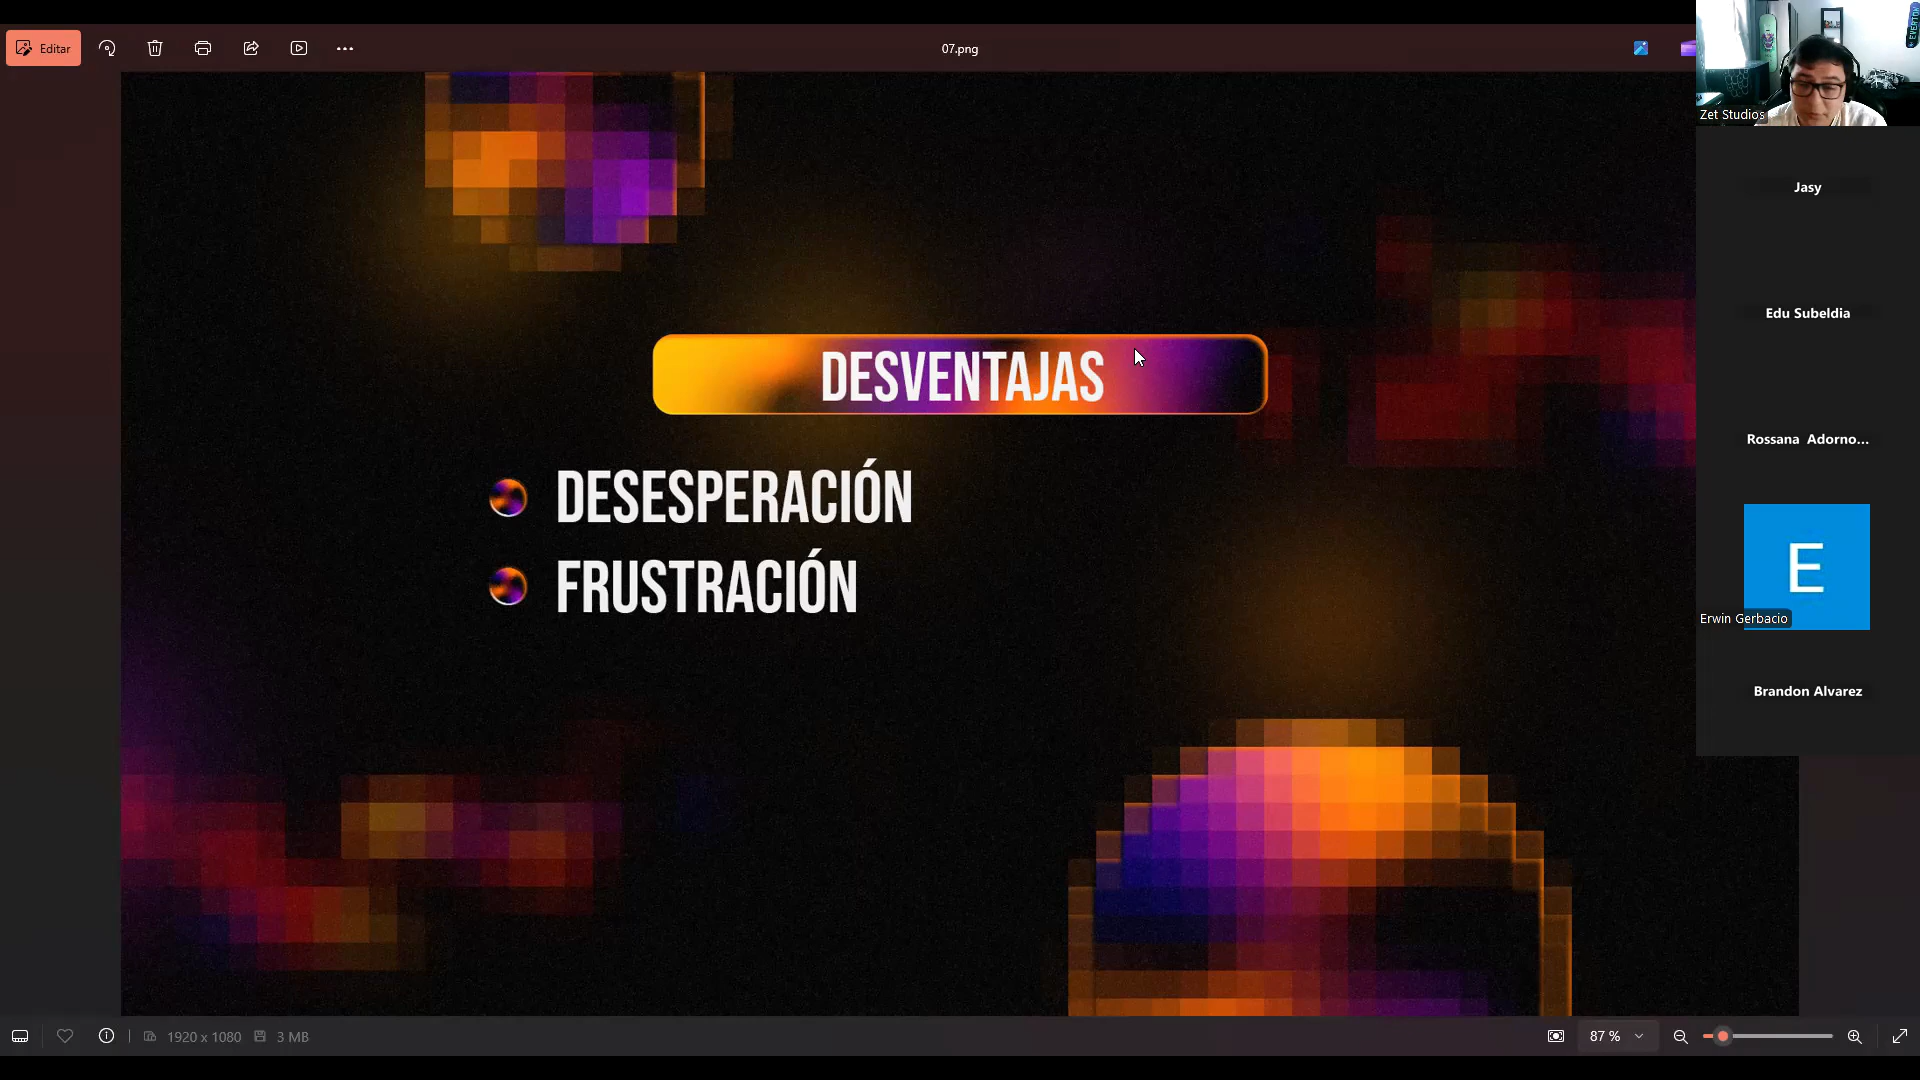 Editar
07.png
Zet Studios
Jasy
DESVENTAJAS
Edu Subeldia
Rossana Adorno...
DESESPERACIÓN
FRUSTRACIÓN
E
Erwin Gerbacio
Brandon Alvarez
1920 x 1080
3 MB
87 %